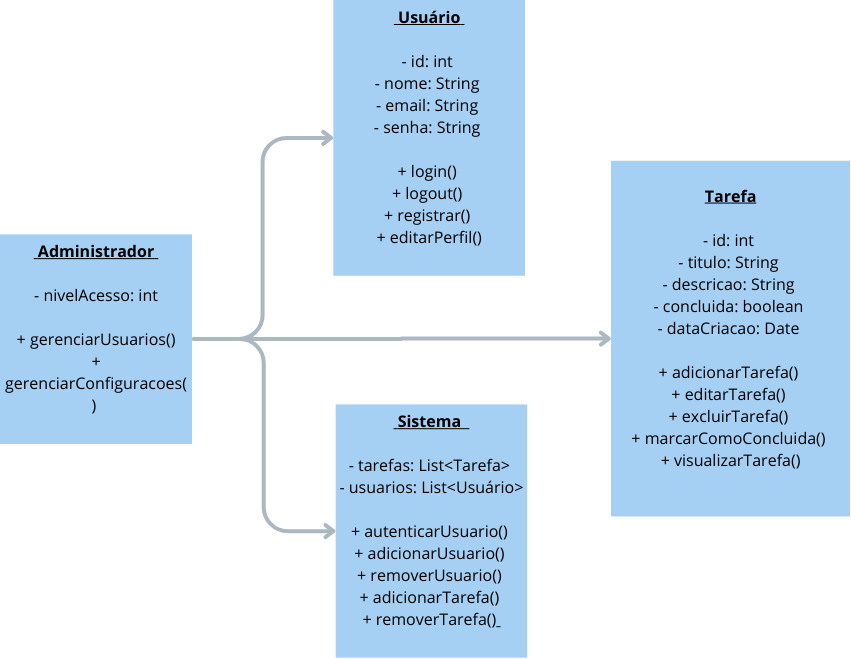 Usuário
- id: int
- nome: String
- email: String
- senha: String
+ login()
+ logout()
+ registrar()
+ editarPerfil()
Administrador
- nivelAcesso: int
+ gerenciarUsuarios()
+
gerenciarConfiguracoes(
)
Tarefa
- id: int
- titulo: String
- descricao: String
- concluida: boolean
- dataCriacao: Date
+ adicionarTarefa()
+ editarTarefa()
+ excluirTarefa()
+ marcarComoConcluida()
+ visualizarTarefa()
Sistema
- tarefas: List<Tarefa>
- usuarios: List<Usuário>
+ autenticarUsuario()
+ adicionarUsuario()
+ removerUsuario()
+ adicionarTarefa()
+ removerTarefa()